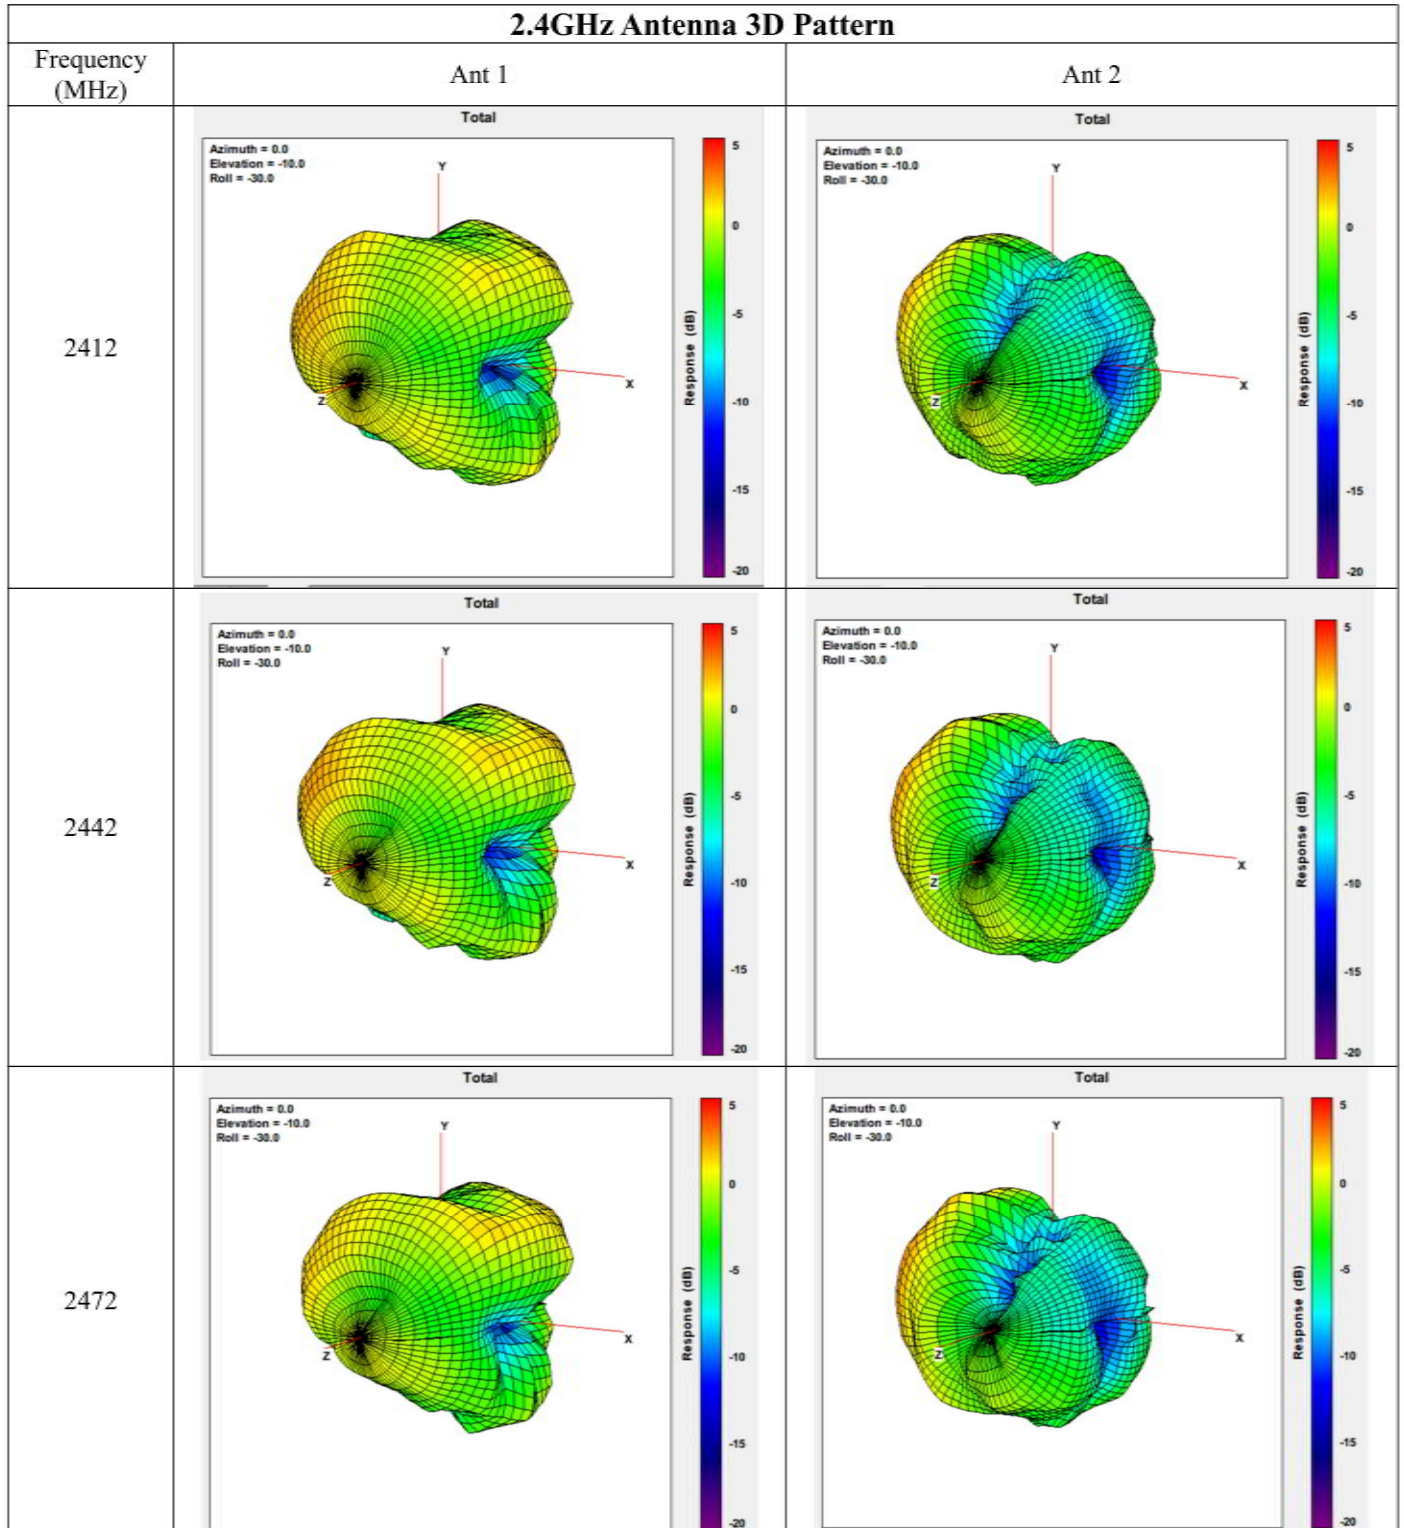 2.4GHz Antenna 3D Pattern
Frequency
(MHz)
Ant 1
Ant 2
2412
Total
Azimuth = 0.0
Elevation = -10.0
Roll = -30.0
Y
X
Z
5
0
-5
-10
-15
-20
Response (dB)
Total
Azimuth = 0.0
Elevation = -10.0
Roll = -30.0
Y
X
Z
5
0
-5
-10
-15
-20
Response (dB)
2442
Total
Azimuth = 0.0
Elevation = -10.0
Roll = -30.0
Y
X
Z
5
0
-5
-10
-15
-20
Response (dB)
Total
Azimuth = 0.0
Elevation = -10.0
Roll = -30.0
Y
X
Z
5
0
-5
-10
-15
-20
Response (dB)
2472
Total
Azimuth = 0.0
Elevation = -10.0
Roll = -30.0
Y
X
Z
5
0
-5
-10
-15
-20
Response (dB)
Total
Azimuth = 0.0
Elevation = -10.0
Roll = -30.0
Y
X
Z
5
0
-5
-10
-15
-20
Response (dB)